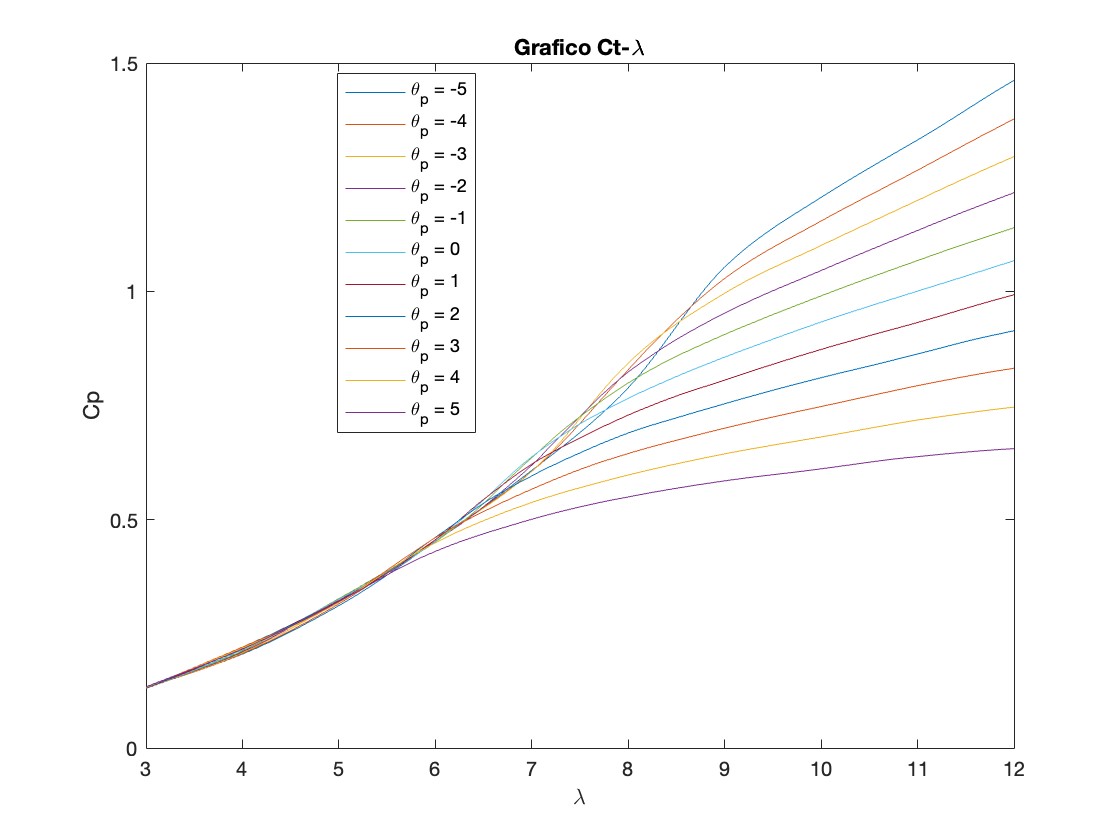 Grafico Ct-λ
1.5
1
0.5
0
Cp
θp = -5
θp = -4
θp = -3
θp = -2
θp = -1
θp = 0
θp = 1
θp = 2
θp = 3
θp = 4
θp = 5
3 4 5 6 7 8 9 10 11 12
λ